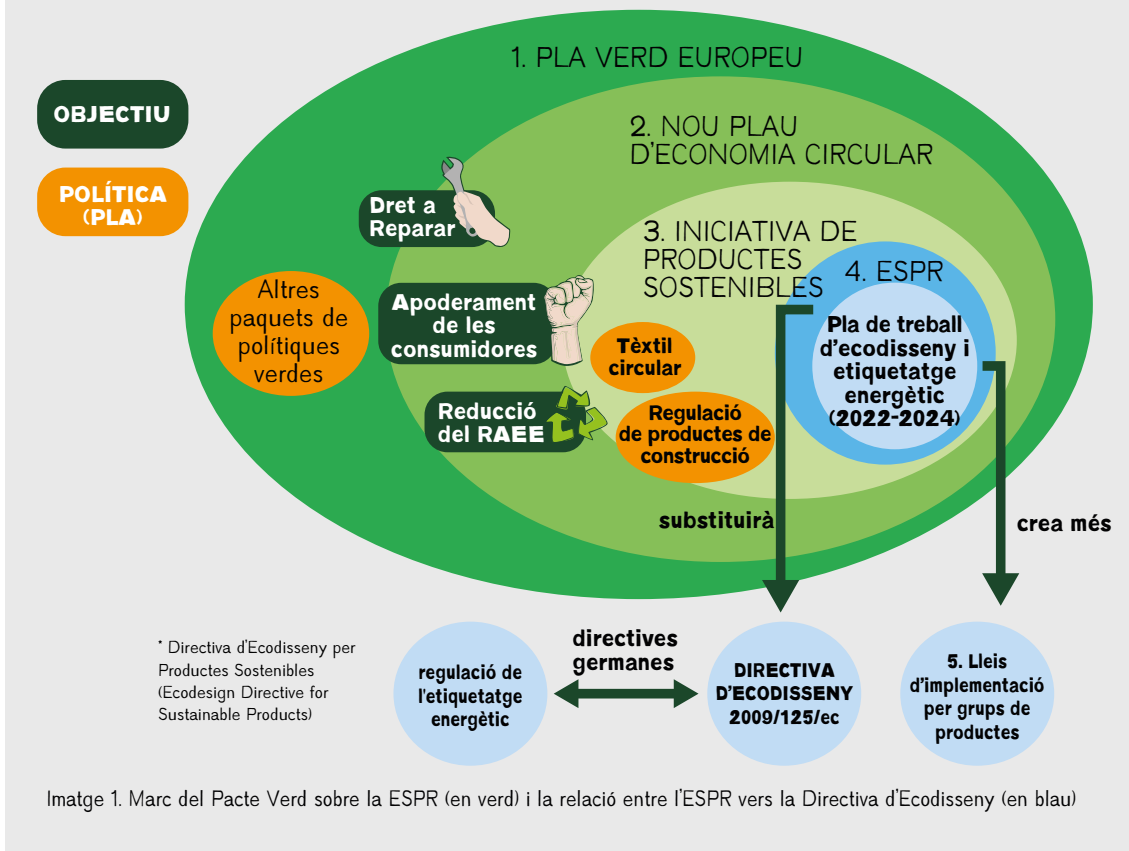 1. PLA VERD EUROPEU
OBJECTIU
POLÍTICA
(PLA)
2. NOU PLAU
D'ECONOMIA CIRCULAR
Dret a
Reparar
3. INICIATIVA DE
PRODUCTES
SOSTENIBLES
4. ESPR
Altres
paquets de
polítiques
verdes
Apoderament
de les
consumidores
Tèxtil
circular
Pla de treball
d'ecodisseny i
etiquetatge
energètic
(2022-2024)
Reducció
del RAEE
Regulació
de productes de
construcció
substituirà
crea més
* Directiva d'Ecodisseny per
Productes Sostenibles
(Ecodesign Directive for
Sustainable Products)
regulació de
l'etiquetatge
energètic
directives
germanes
DIRECTIVA
D'ECODISSENY
2009/125/ec
5. Lleis
d'implementació
per grups de
productes
Imatge 1. Marc del Pacte Verd sobre la ESPR (en verd) i la relació entre l'ESPR vers la Directiva d'Ecodisseny (en blau)